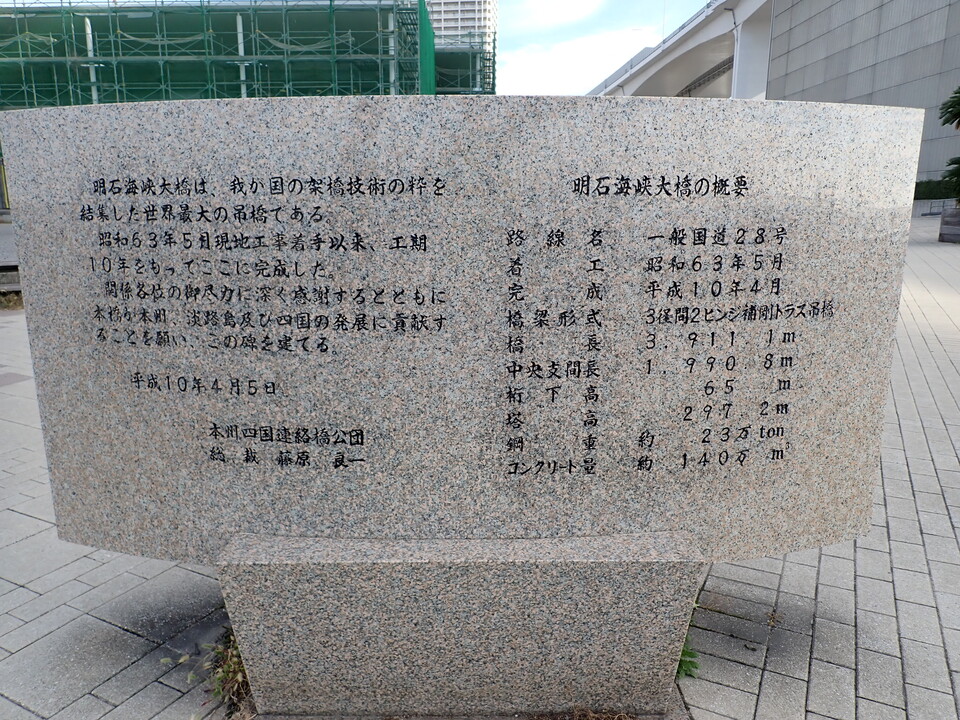 明石海峡大橋は、我が国の架橋技術の粋を
結集した世界最大の吊橋である。
昭和63年5月現地工事着手以来、工期
10年をもってここに完成した。
関係各位の御尽力に深く感謝するとともに
本橋が本州、淡路島及び四国の発展に貢献す
ることを願い、この碑を建てる。
平成10年4月5日
本州四国連絡橋公団
総裁 藤原 良一
明石海峡大橋の概要
路線名 一般国道28号
着工 昭和63年5月
完成 平成10年4月
橋梁形式 3径間2ヒンジ補剛トラス吊橋
橋長 3,911.1m
中央支間長 1,990.8m
桁下高 65m
塔高 297.2m
鋼重 約 23万ton
コンクリート量 約 140万m³